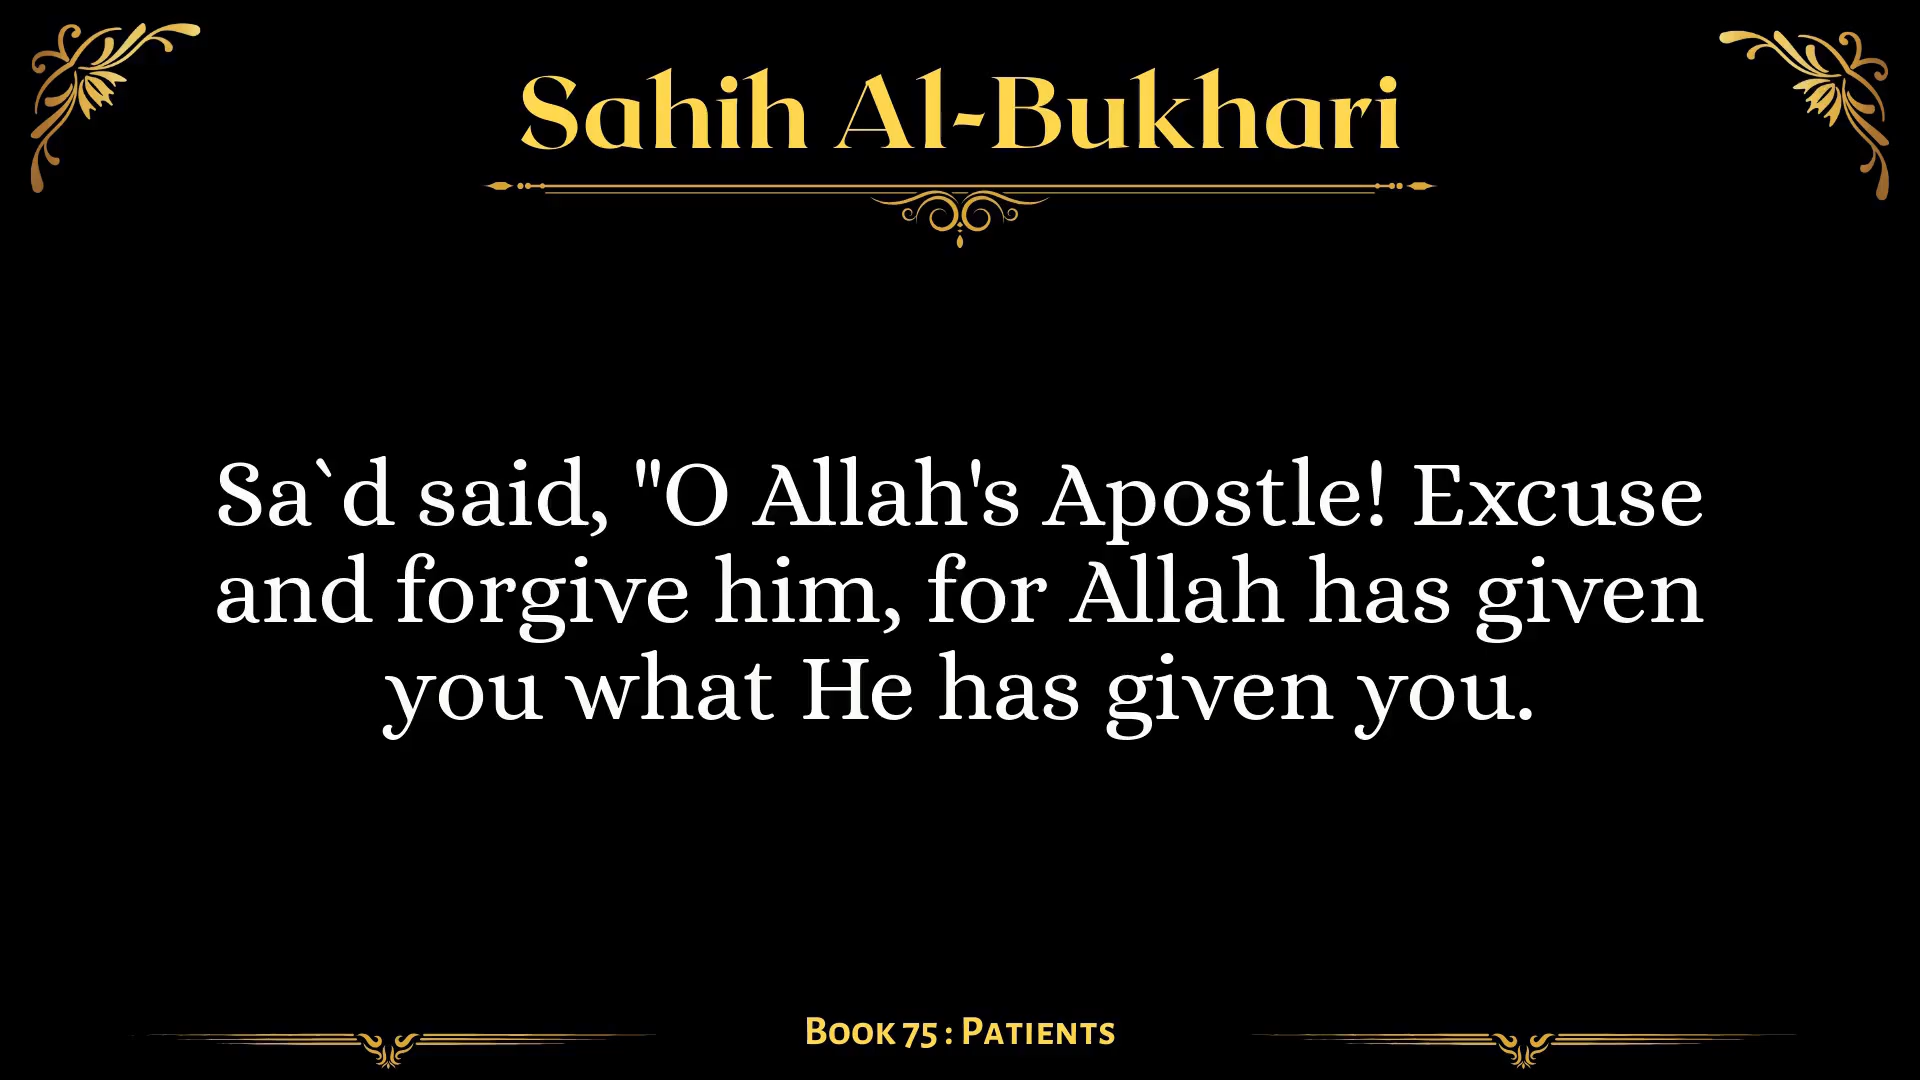 Sahih Al-Bukhari
Sa`d said, "O Allah's Apostle! Excuse
and forgive him, for Allah has given
you what He has given you.
Book 75 : Patients